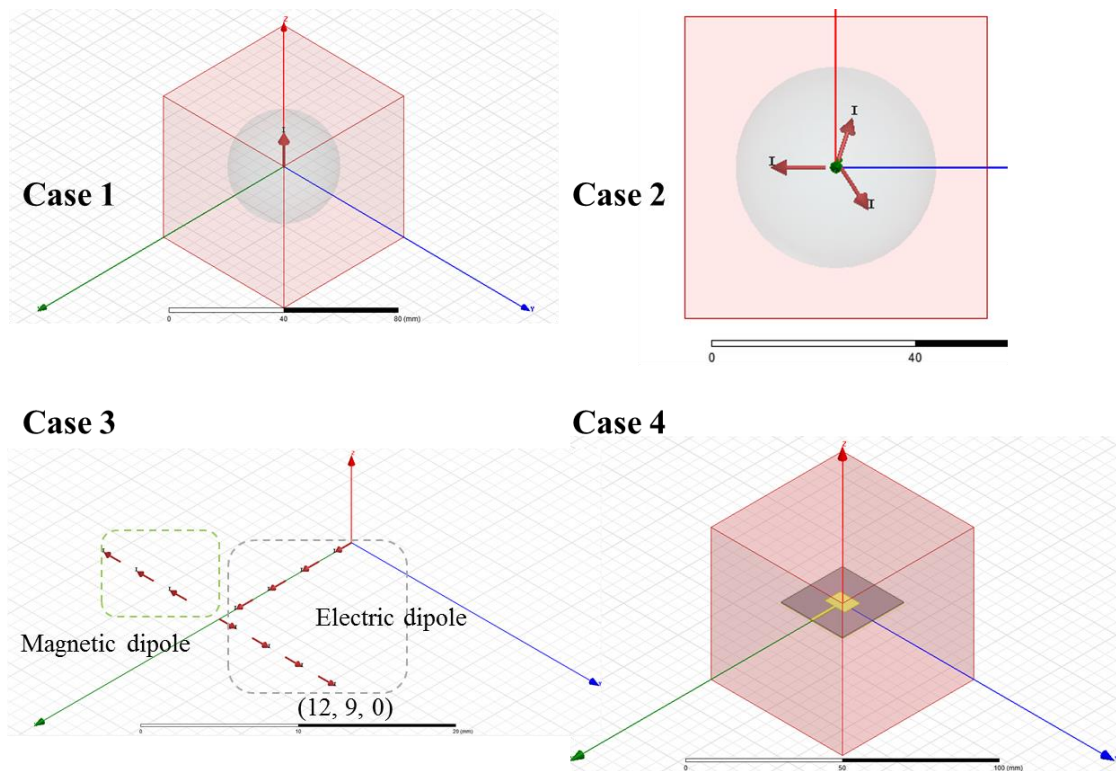 Case 1
Z
I
Y
0
40
80 (mm)
Case 2
I
I
I
0
40
Case 3
Z
Magnetic dipole
Electric dipole
(12, 9, 0)
0
10
20 (mm)
Case 4
Z
0
50
100 (mm)